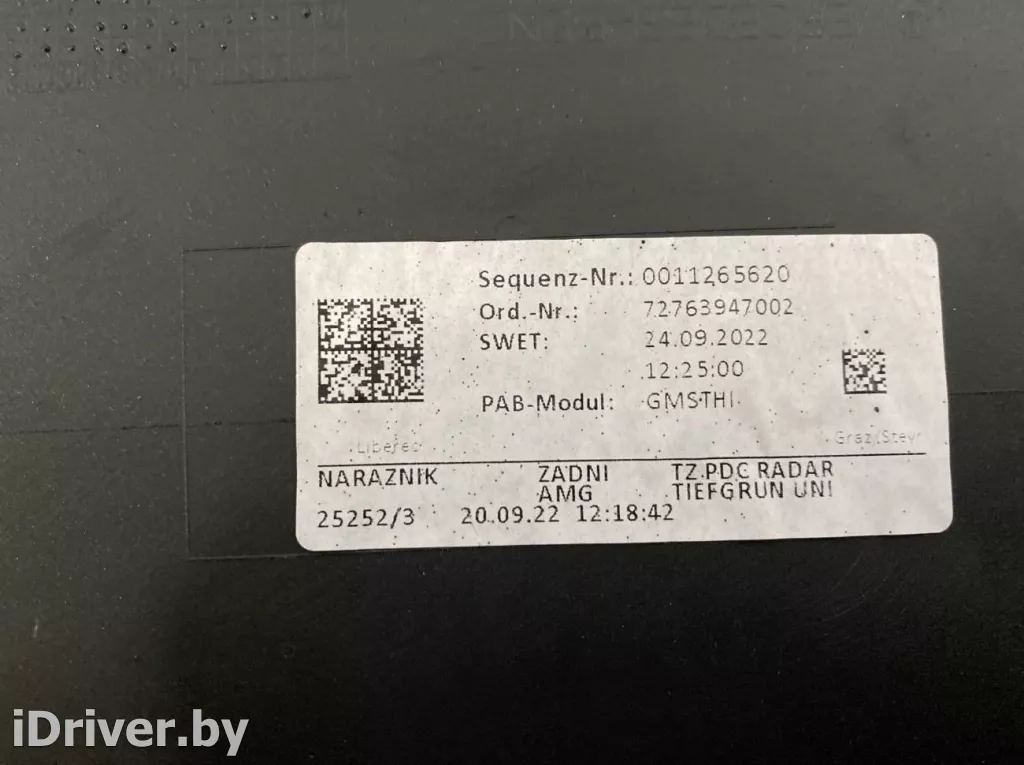 Sequenz-Nr.: 0011265620
Ord.-Nr.: 72763947002
SWET: 24.09.2022
12:25:00
PAB-Modul: GMSTHI
Liberec Graz/Steyr
NARAZNIK ZADNI TZ PDC RADAR
AMG TIEFGRUN UNI
25252/3 20.09.22 12:18:42
iDriver.by